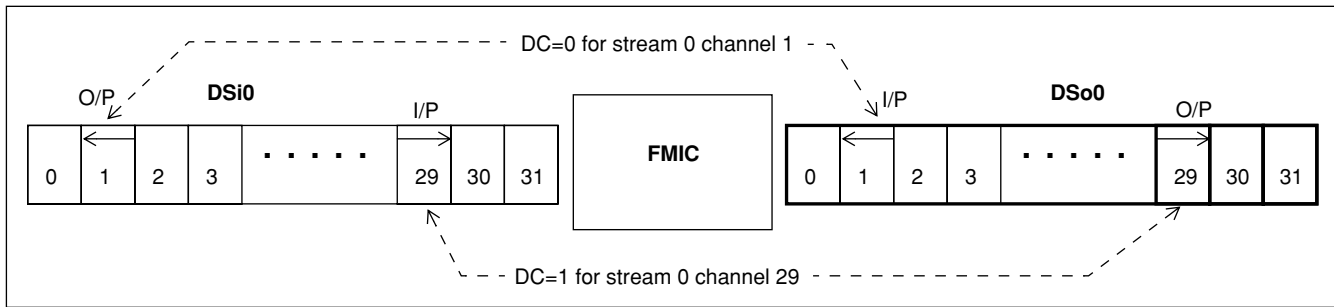 DC=0 for stream 0 channel 1
O/P DSi0 I/P I/P DSo0 O/P
FMIC
0 1 2 3 . . . . . 29 30 31 0 1 2 3 . . . . . 29 30 31
DC=1 for stream 0 channel 29